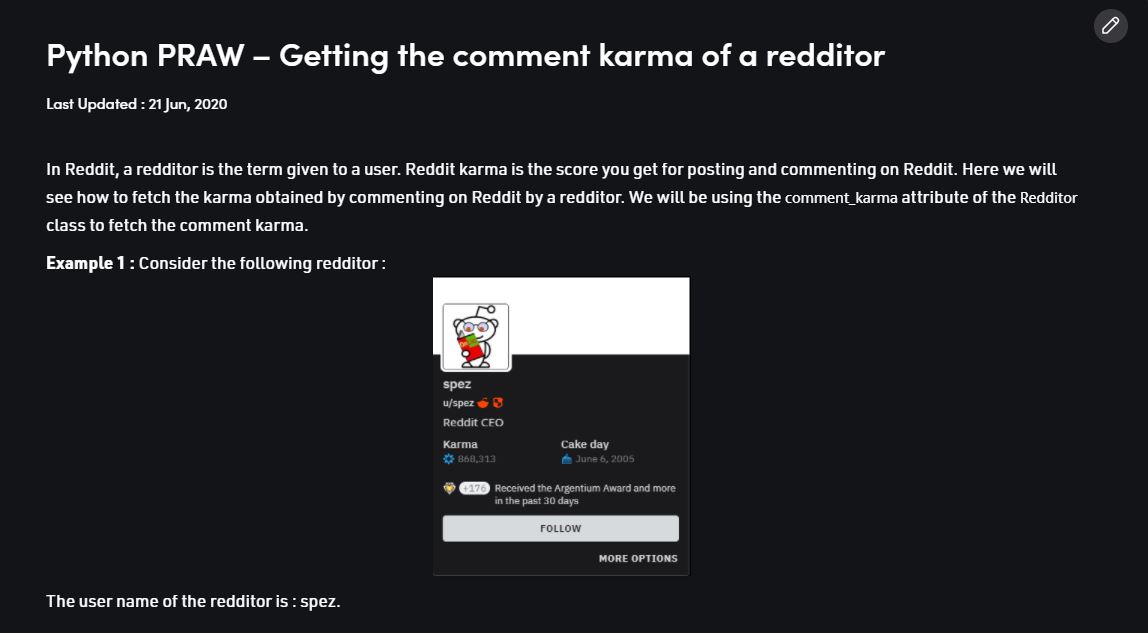 Python PRAW – Getting the comment karma of a redditor
Last Updated : 21 Jun, 2020
In Reddit, a redditor is the term given to a user. Reddit karma is the score you get for posting and commenting on Reddit. Here we will
see how to fetch the karma obtained by commenting on Reddit by a redditor. We will be using the comment_karma attribute of the Redditor
class to fetch the comment karma.
Example 1 : Consider the following redditor :
spez
u/spez
Reddit CEO
Karma Cake day
868,313 June 6, 2005
+176 Received the Argentium Award and more
in the past 30 days
FOLLOW
MORE OPTIONS
The user name of the redditor is : spez.